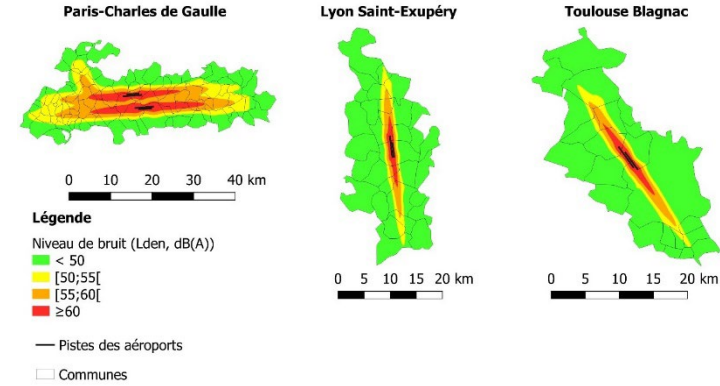 Paris-Charles de Gaulle
Lyon Saint-Exupéry
Toulouse Blagnac
0 10 20 30 40 km
Légende
Niveau de bruit (Lden, dB(A))
< 50
[50;55[
[55;60[
≥60
Pistes des aéroports
Communes
0 5 10 15 20 km
0 5 10 15 20 km